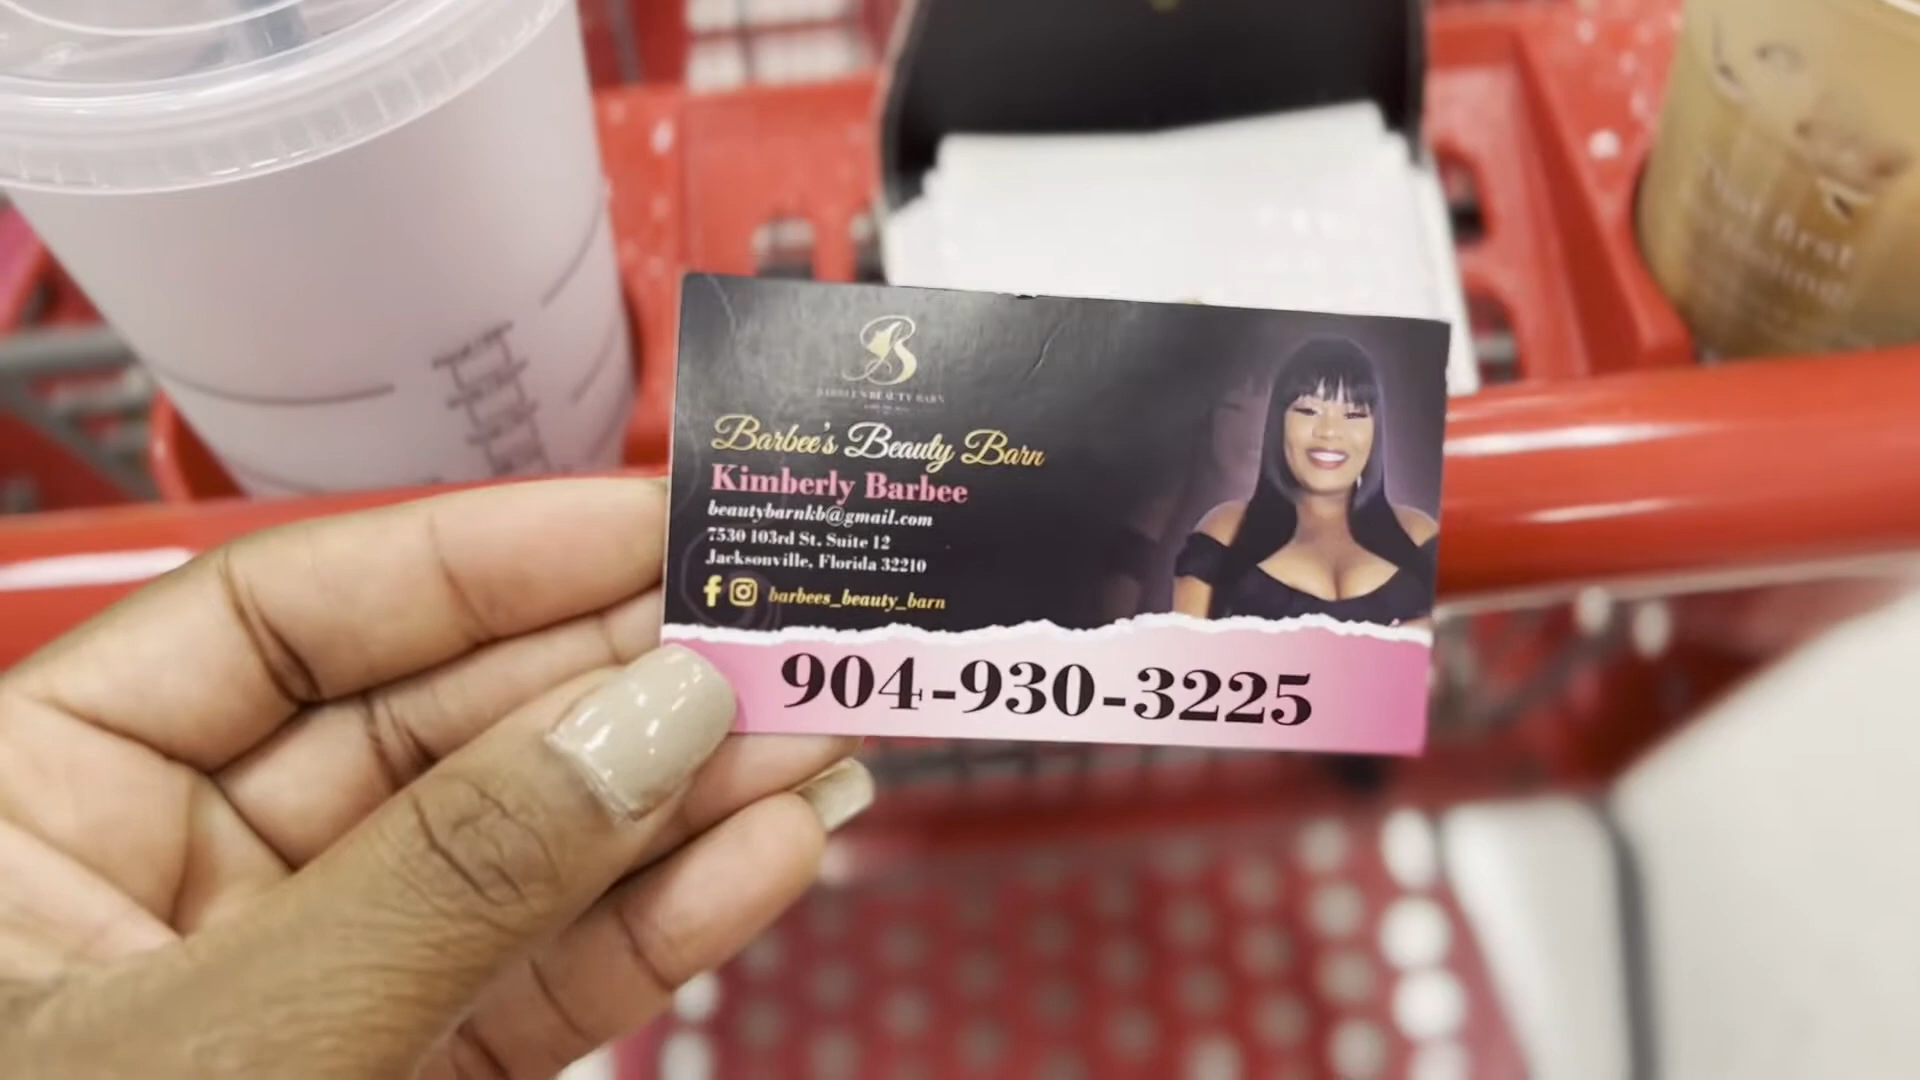 B
BARBEE'S BEAUTY BARN
Barbee's Beauty Barn
Kimberly Barbee
beautybarnkb@gmail.com
7530 103rd St. Suite 12
Jacksonville, Florida 32210
barbees_beauty_barn
904-930-3225
first